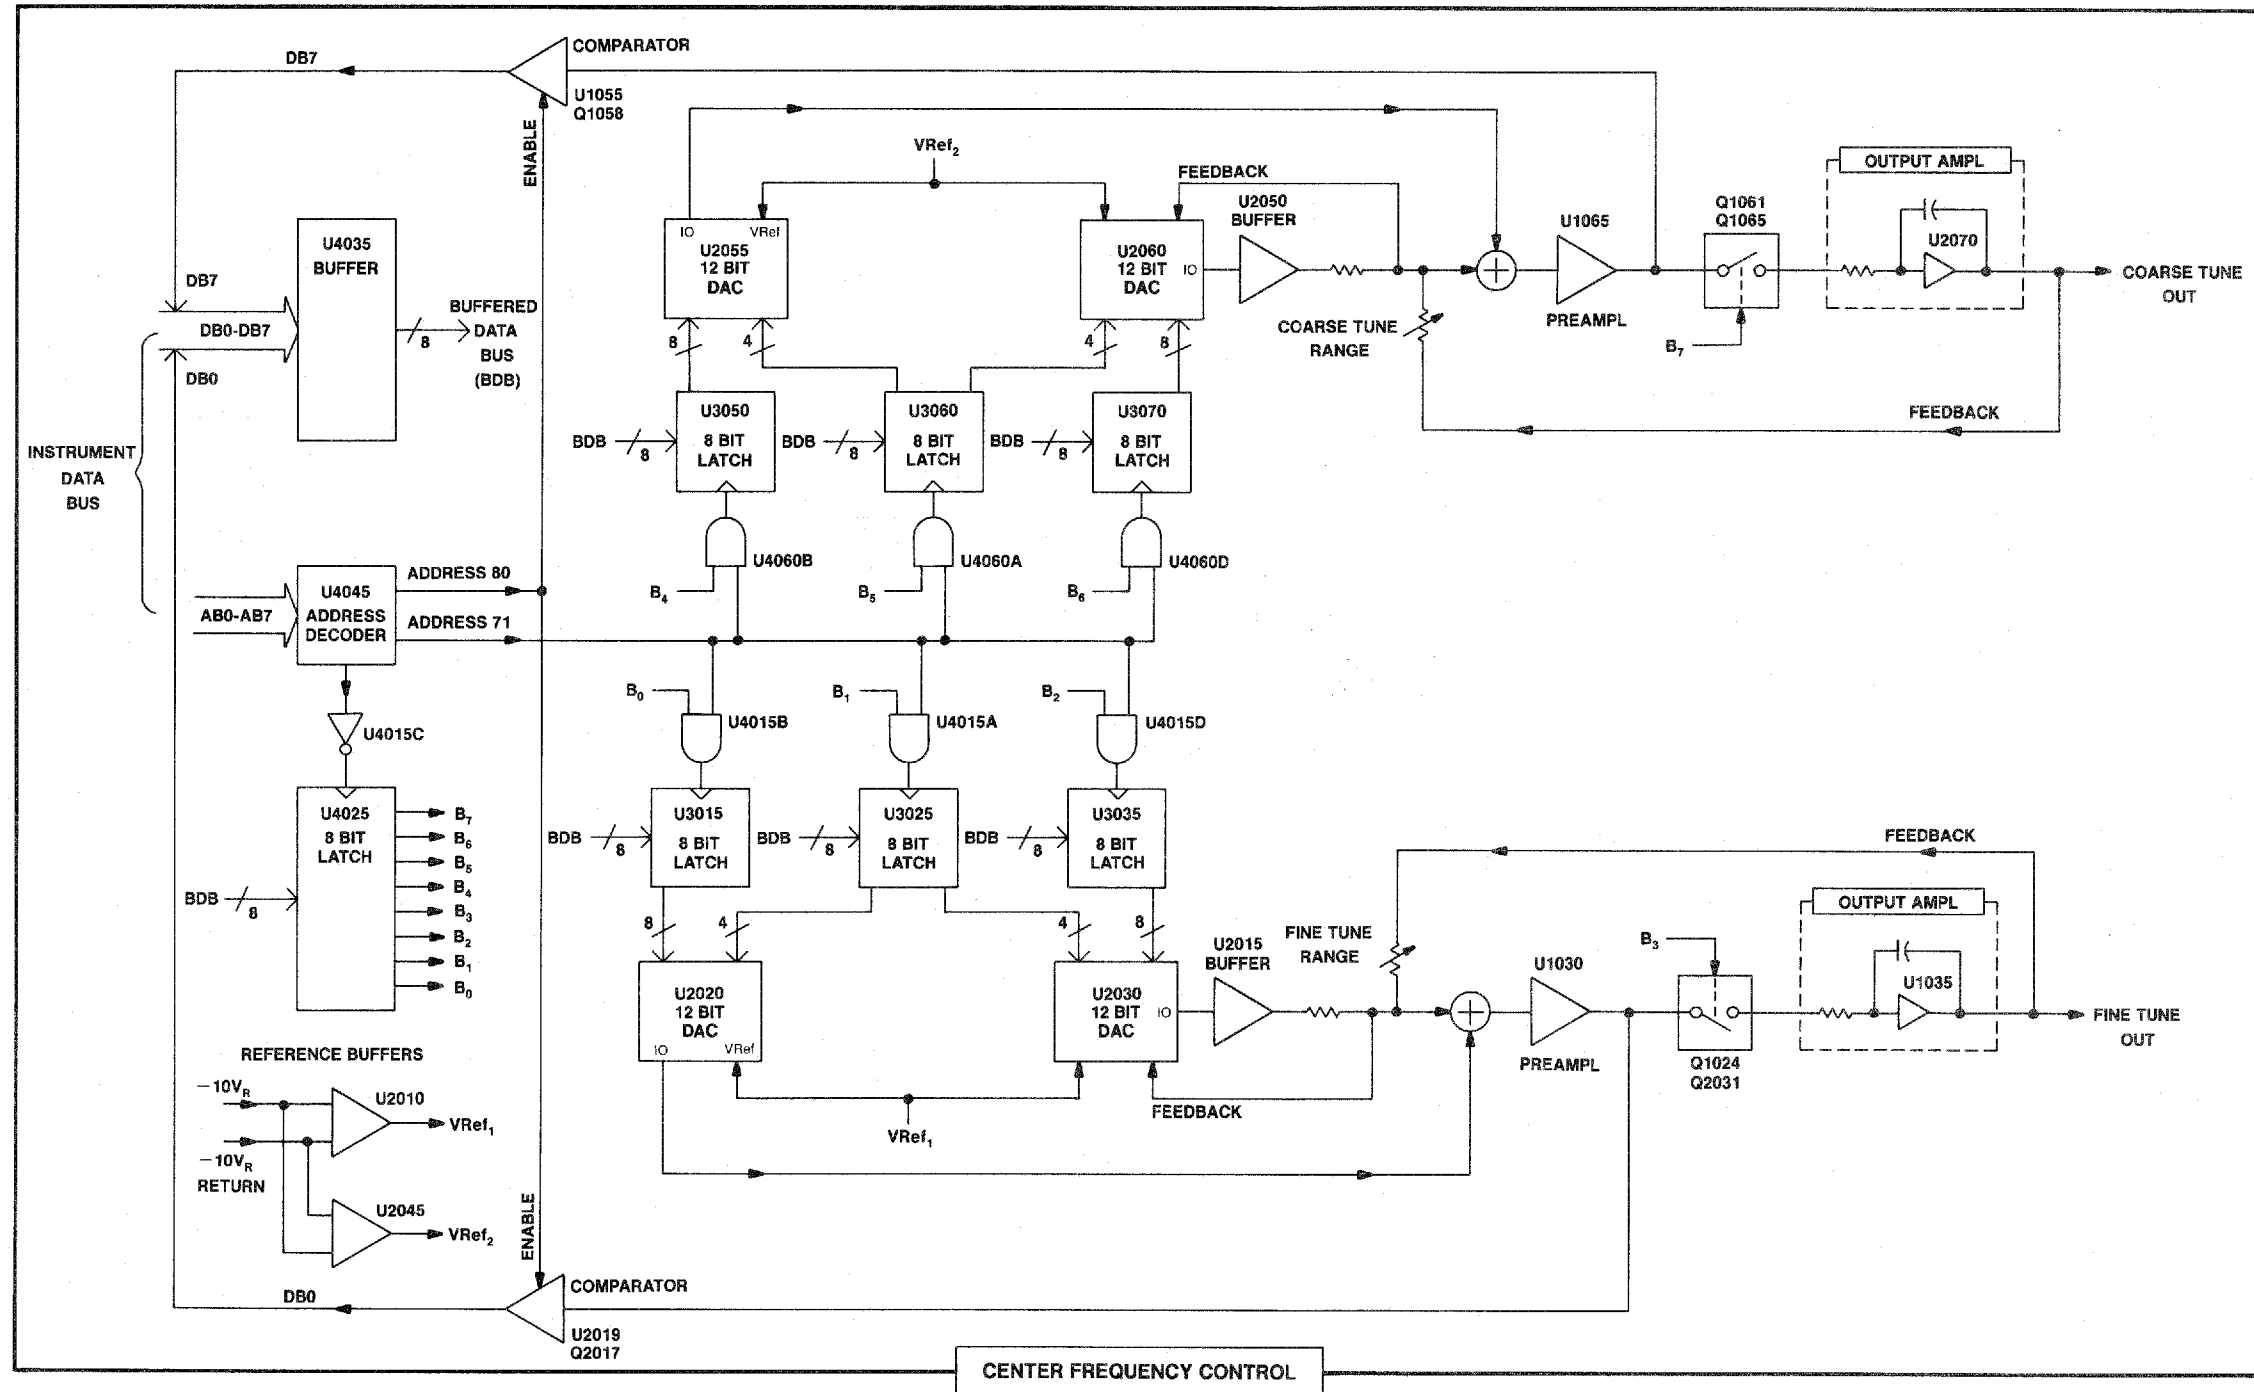 DB7
COMPARATOR
U1055
Q1058
ENABLE
VRef2
FEEDBACK
U2050
BUFFER
U1065
PREAMPL
Q1061
Q1065
B7
OUTPUT AMPL
U2070
COARSE TUNE
OUT
COARSE TUNE
RANGE
FEEDBACK
IO
VRef
U2055
12 BIT
DAC
U2060
12 BIT
DAC
IO
8
4
4
8
U4035
BUFFER
DB7
DB0-DB7
DB0
8
BUFFERED
DATA
BUS
(BDB)
INSTRUMENT
DATA
BUS
BDB
8
U3050
8 BIT
LATCH
BDB
8
U3060
8 BIT
LATCH
BDB
8
U3070
8 BIT
LATCH
U4060B
U4060A
U4060D
B4
B5
B6
AB0-AB7
U4045
ADDRESS
DECODER
ADDRESS 80
ADDRESS 71
U4015C
B0
U4015B
B1
U4015A
B2
U4015D
BDB
8
U4025
8 BIT
LATCH
B7
B6
B5
B4
B3
B2
B1
B0
BDB
8
U3015
8 BIT
LATCH
BDB
8
U3025
8 BIT
LATCH
BDB
8
U3035
8 BIT
LATCH
8
4
4
8
U2020
12 BIT
DAC
IO
VRef
U2030
12 BIT
DAC
IO
U2015
BUFFER
FINE TUNE
RANGE
FEEDBACK
U1030
PREAMPL
B3
Q1024
Q2031
OUTPUT AMPL
U1035
FINE TUNE
OUT
FEEDBACK
VRef1
REFERENCE BUFFERS
−10VR
U2010
VRef1
−10VR
RETURN
U2045
VRef2
ENABLE
DB0
COMPARATOR
U2019
Q2017
CENTER FREQUENCY CONTROL